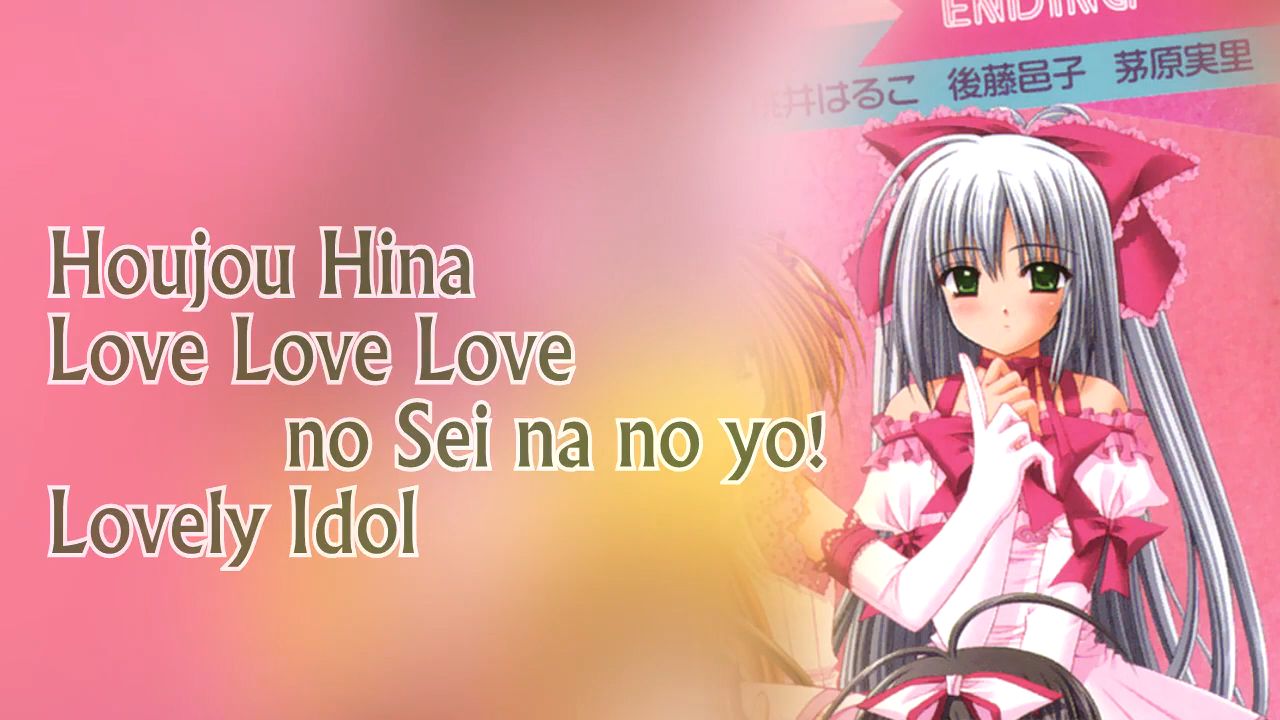 ENDING
桃井はるこ 後藤邑子 茅原実里
Houjou Hina
Love Love Love
no Sei na no yo!
Lovely Idol